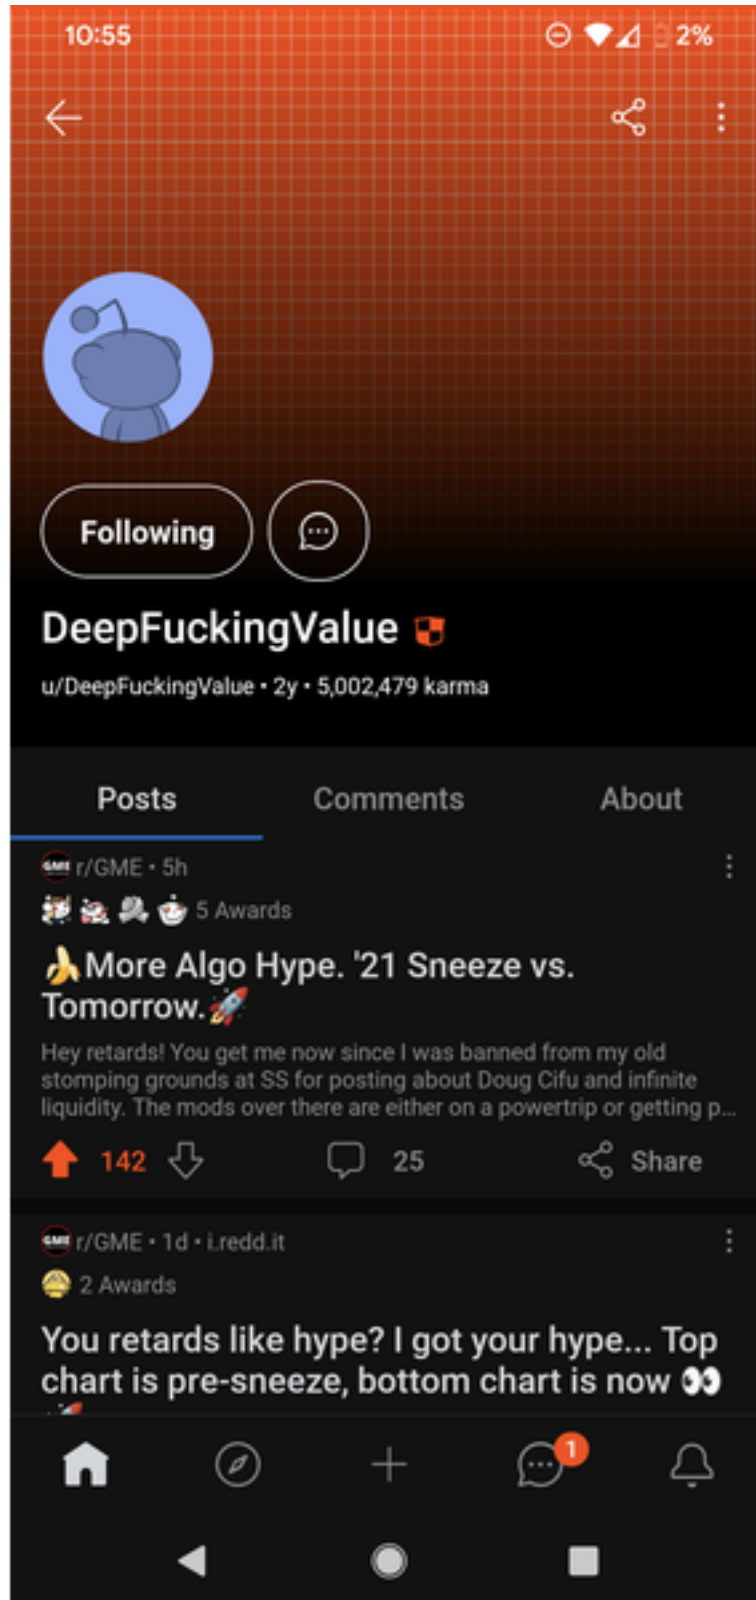 10:55
2%
Following
DeepFuckingValue
u/DeepFuckingValue • 2y • 5,002,479 karma
Posts
Comments
About
GME r/GME • 5h
5 Awards
🍌More Algo Hype. '21 Sneeze vs.
Tomorrow.🚀
Hey retards! You get me now since I was banned from my old
stomping grounds at SS for posting about Doug Cifu and infinite
liquidity. The mods over there are either on a powertrip or getting p...
142
25
Share
GME r/GME • 1d • i.redd.it
2 Awards
You retards like hype? I got your hype... Top
chart is pre-sneeze, bottom chart is now 👀
🚀
1